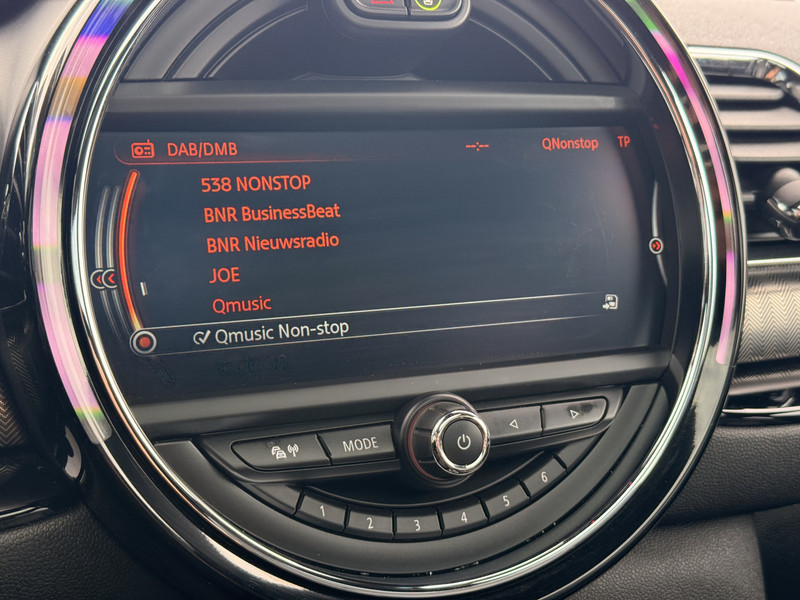 DAB/DMB --:-- QNonstop TP
538 NONSTOP
BNR BusinessBeat
BNR Nieuwsradio
JOE
Qmusic
Qmusic Non-stop
MODE
1 2 3 4 5 6